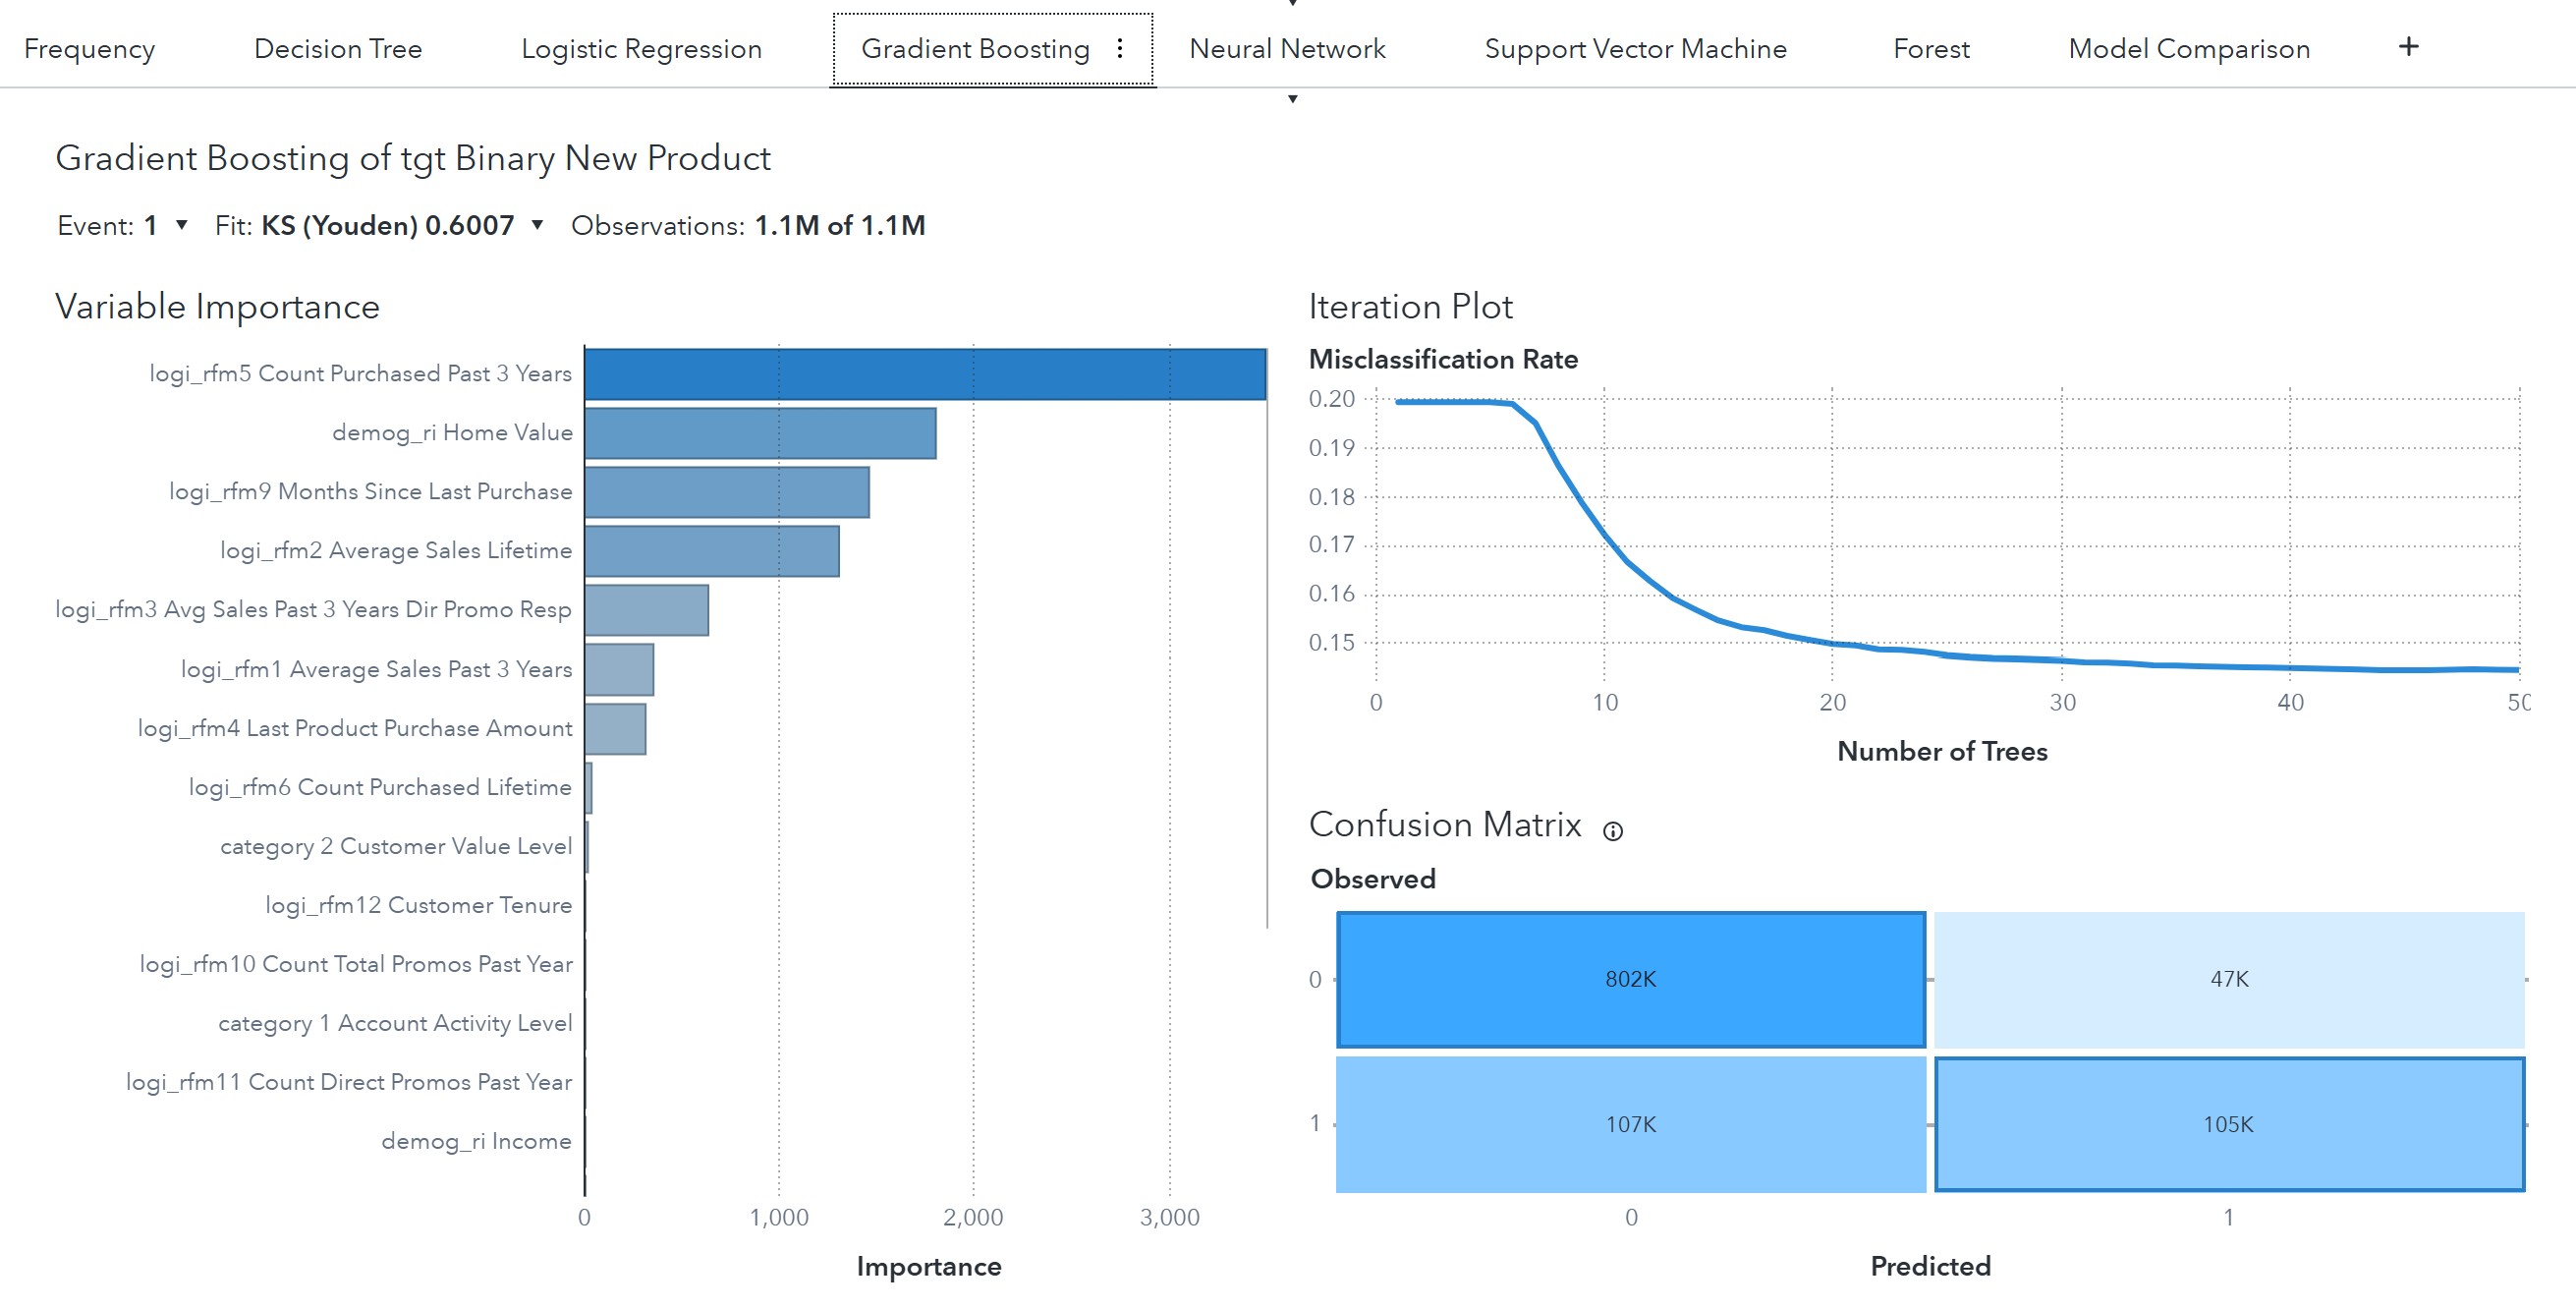 Frequency Decision Tree Logistic Regression Gradient Boosting Neural Network Support Vector Machine Forest Model Comparison +
Gradient Boosting of tgt Binary New Product
Event: 1 Fit: KS (Youden) 0.6007 Observations: 1.1M of 1.1M
Variable Importance
logi_rfm5 Count Purchased Past 3 Years
demog_ri Home Value
logi_rfm9 Months Since Last Purchase
logi_rfm2 Average Sales Lifetime
logi_rfm3 Avg Sales Past 3 Years Dir Promo Resp
logi_rfm1 Average Sales Past 3 Years
logi_rfm4 Last Product Purchase Amount
logi_rfm6 Count Purchased Lifetime
category 2 Customer Value Level
logi_rfm12 Customer Tenure
logi_rfm10 Count Total Promos Past Year
category 1 Account Activity Level
logi_rfm11 Count Direct Promos Past Year
demog_ri Income
0 1,000 2,000 3,000
Importance
Iteration Plot
Misclassification Rate
0.20
0.19
0.18
0.17
0.16
0.15
0 10 20 30 40 50
Number of Trees
Confusion Matrix
Observed
0 802K 47K
1 107K 105K
0 1
Predicted